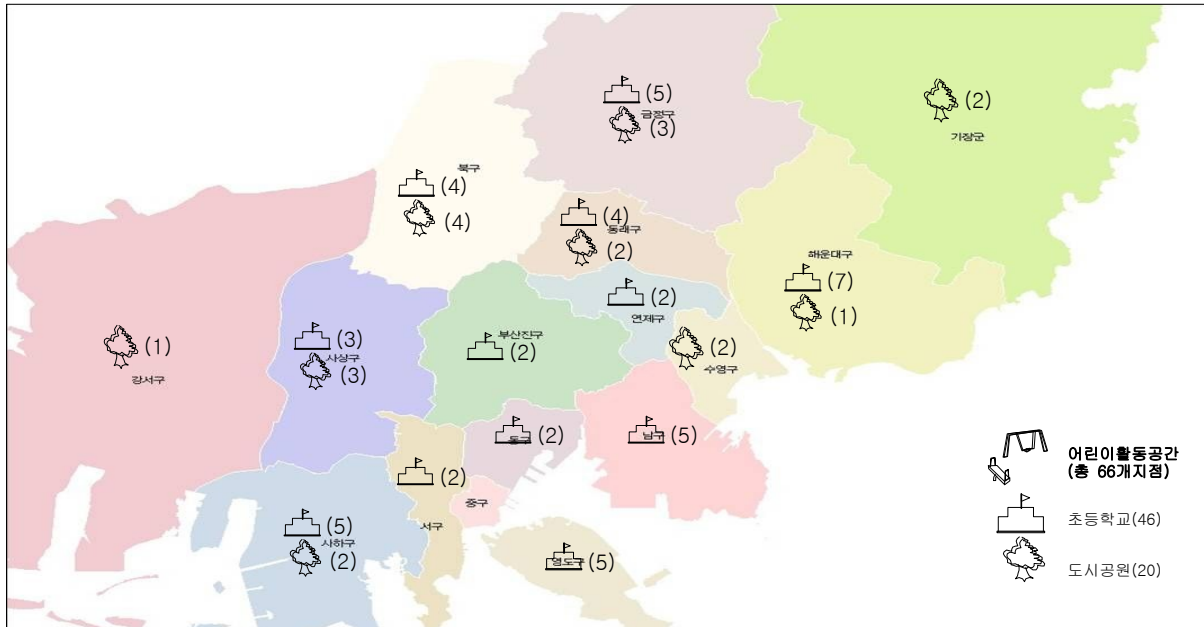 (5)
금정구
(3)
(2)
기장군
북구
(4)
(4)
(4)
동래구
(2)
해운대구
(7)
(1)
(2)
연제구
(1)
강서구
(3)
사상구
(3)
부산진구
(2)
(2)
수영구
동구
(2)
남구
(5)
(2)
서구
중구
(5)
사하구
(2)
영도구
(5)
어린이활동공간
(총 66개지점)
초등학교(46)
도시공원(20)